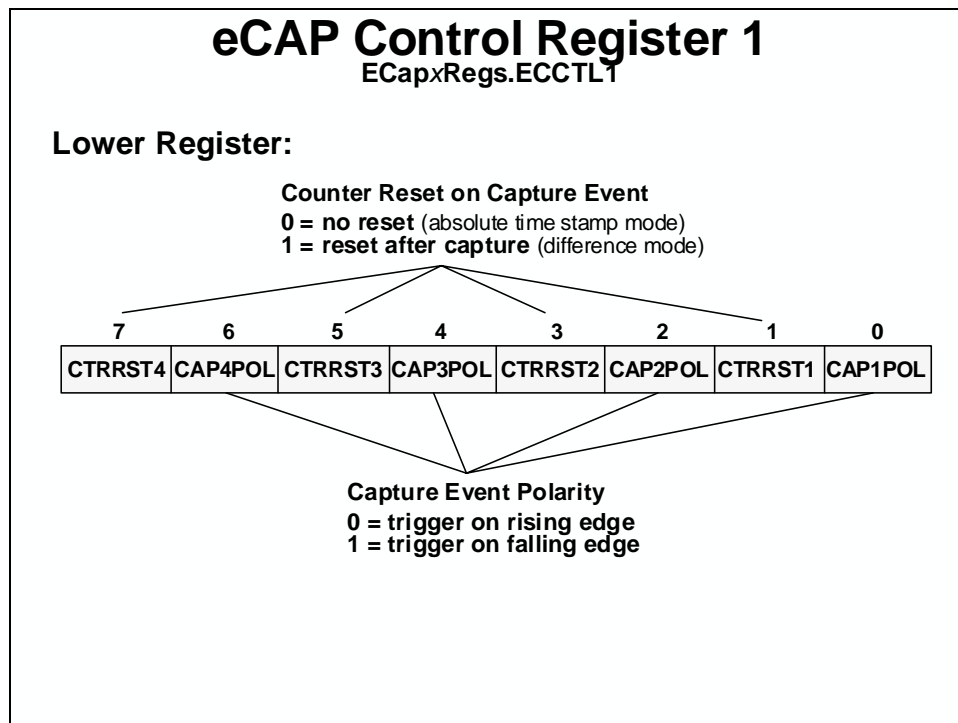 eCAP Control Register 1
ECapxRegs.ECCTL1
Lower Register:
Counter Reset on Capture Event
0 = no reset (absolute time stamp mode)
1 = reset after capture (difference mode)
7 6 5 4 3 2 1 0
CTRRST4 CAP4POL CTRRST3 CAP3POL CTRRST2 CAP2POL CTRRST1 CAP1POL
Capture Event Polarity
0 = trigger on rising edge
1 = trigger on falling edge